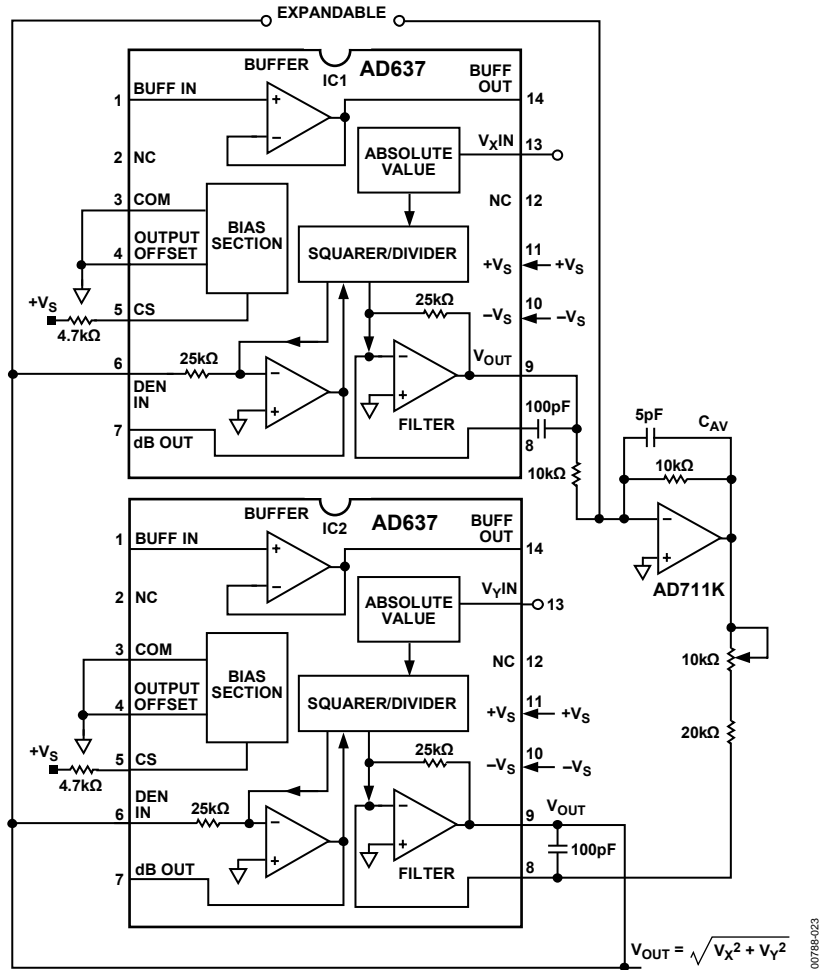 EXPANDABLE
BUFFER
IC1
AD637
BUFF
OUT
1
BUFF IN
+
−
14
ABSOLUTE
VALUE
VXIN
13
2
NC
NC
12
3
COM
BIAS
SECTION
4
OUTPUT
OFFSET
SQUARER/DIVIDER
11
+VS
+VS
+VS
4.7kΩ
5
CS
25kΩ
10
−VS
−VS
6
DEN
IN
25kΩ
−
+
−
+
VOUT
9
FILTER
100pF
8
7
dB OUT
10kΩ
5pF
CAV
10kΩ
−
+
AD711K
BUFFER
IC2
AD637
BUFF
OUT
1
BUFF IN
+
−
14
ABSOLUTE
VALUE
VYIN
13
2
NC
NC
12
3
COM
BIAS
SECTION
4
OUTPUT
OFFSET
SQUARER/DIVIDER
11
+VS
+VS
10kΩ
20kΩ
+VS
4.7kΩ
5
CS
25kΩ
10
−VS
−VS
6
DEN
IN
25kΩ
−
+
−
+
9
VOUT
100pF
FILTER
8
7
dB OUT
VOUT = √VX² + VY²
00788-023